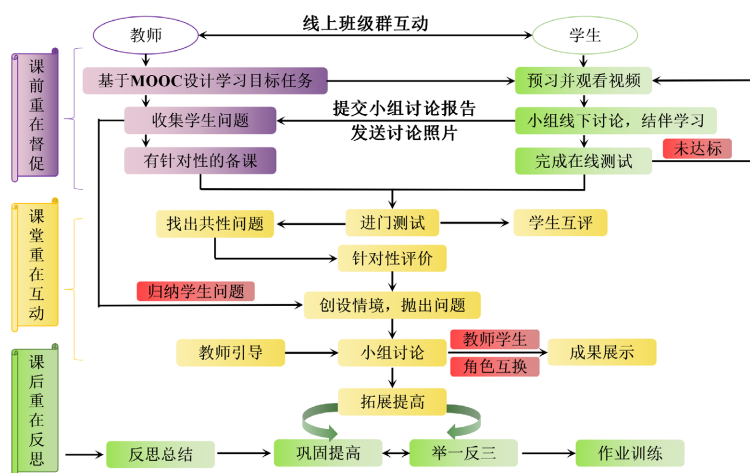 线上班级群互动
教师
学生
课前重在督促
基于MOOC设计学习目标任务
预习并观看视频
提交小组讨论报告
收集学生问题
小组线下讨论，结伴学习
发送讨论照片
未达标
有针对性的备课
完成在线测试
课堂重在互动
找出共性问题
进门测试
学生互评
针对性评价
归纳学生问题
创设情境，抛出问题
教师学生
教师引导
小组讨论
成果展示
角色互换
课后重在反思
拓展提高
反思总结
巩固提高
举一反三
作业训练